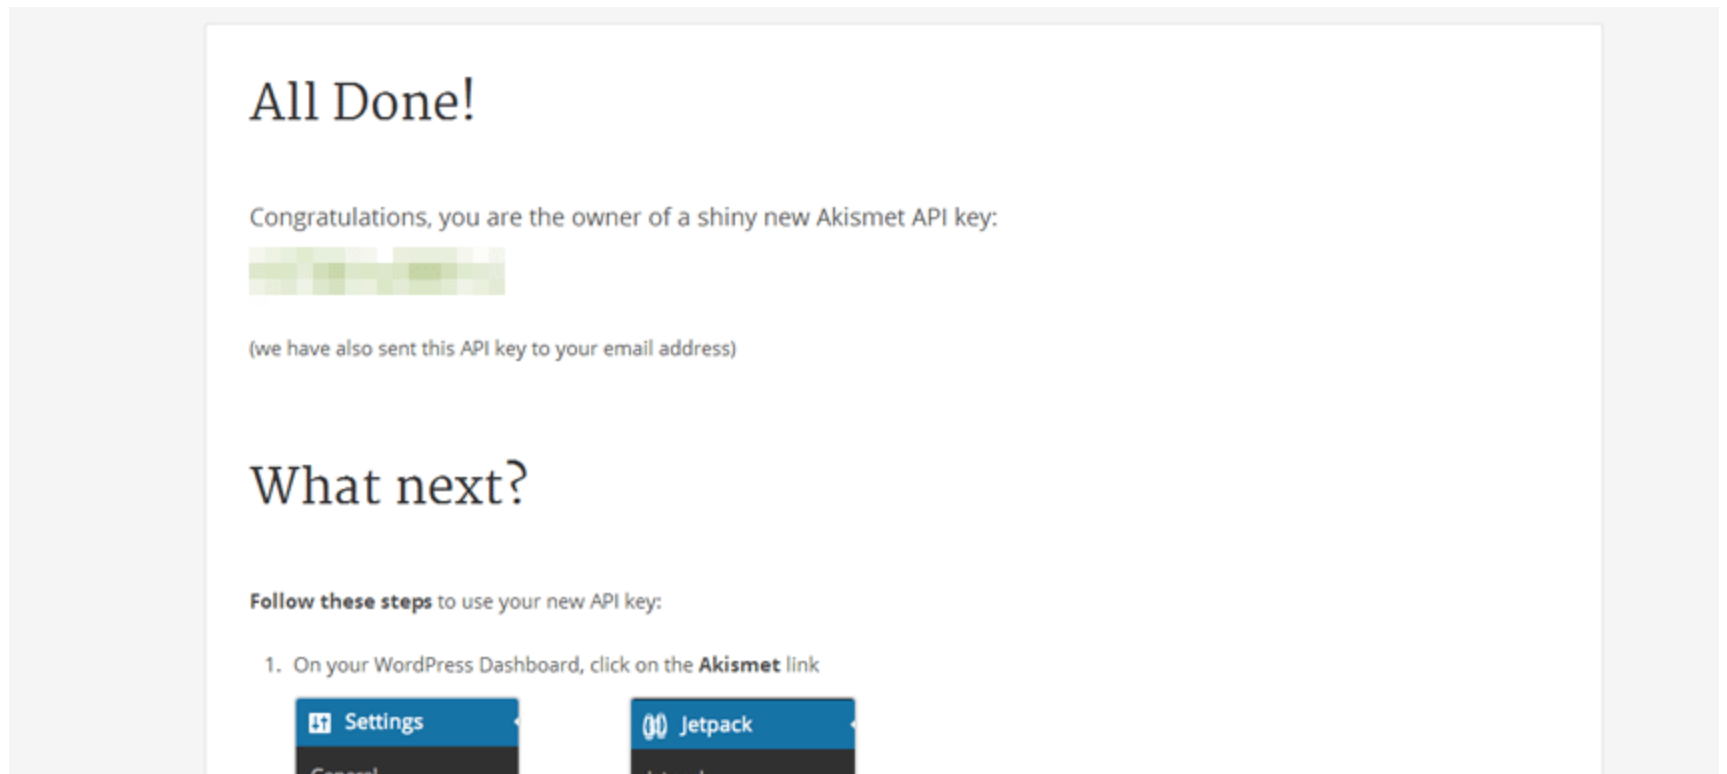 All Done!
Congratulations, you are the owner of a shiny new Akismet API key:
(we have also sent this API key to your email address)
What next?
Follow these steps to use your new API key:
1. On your WordPress Dashboard, click on the Akismet link
Settings
Jetpack